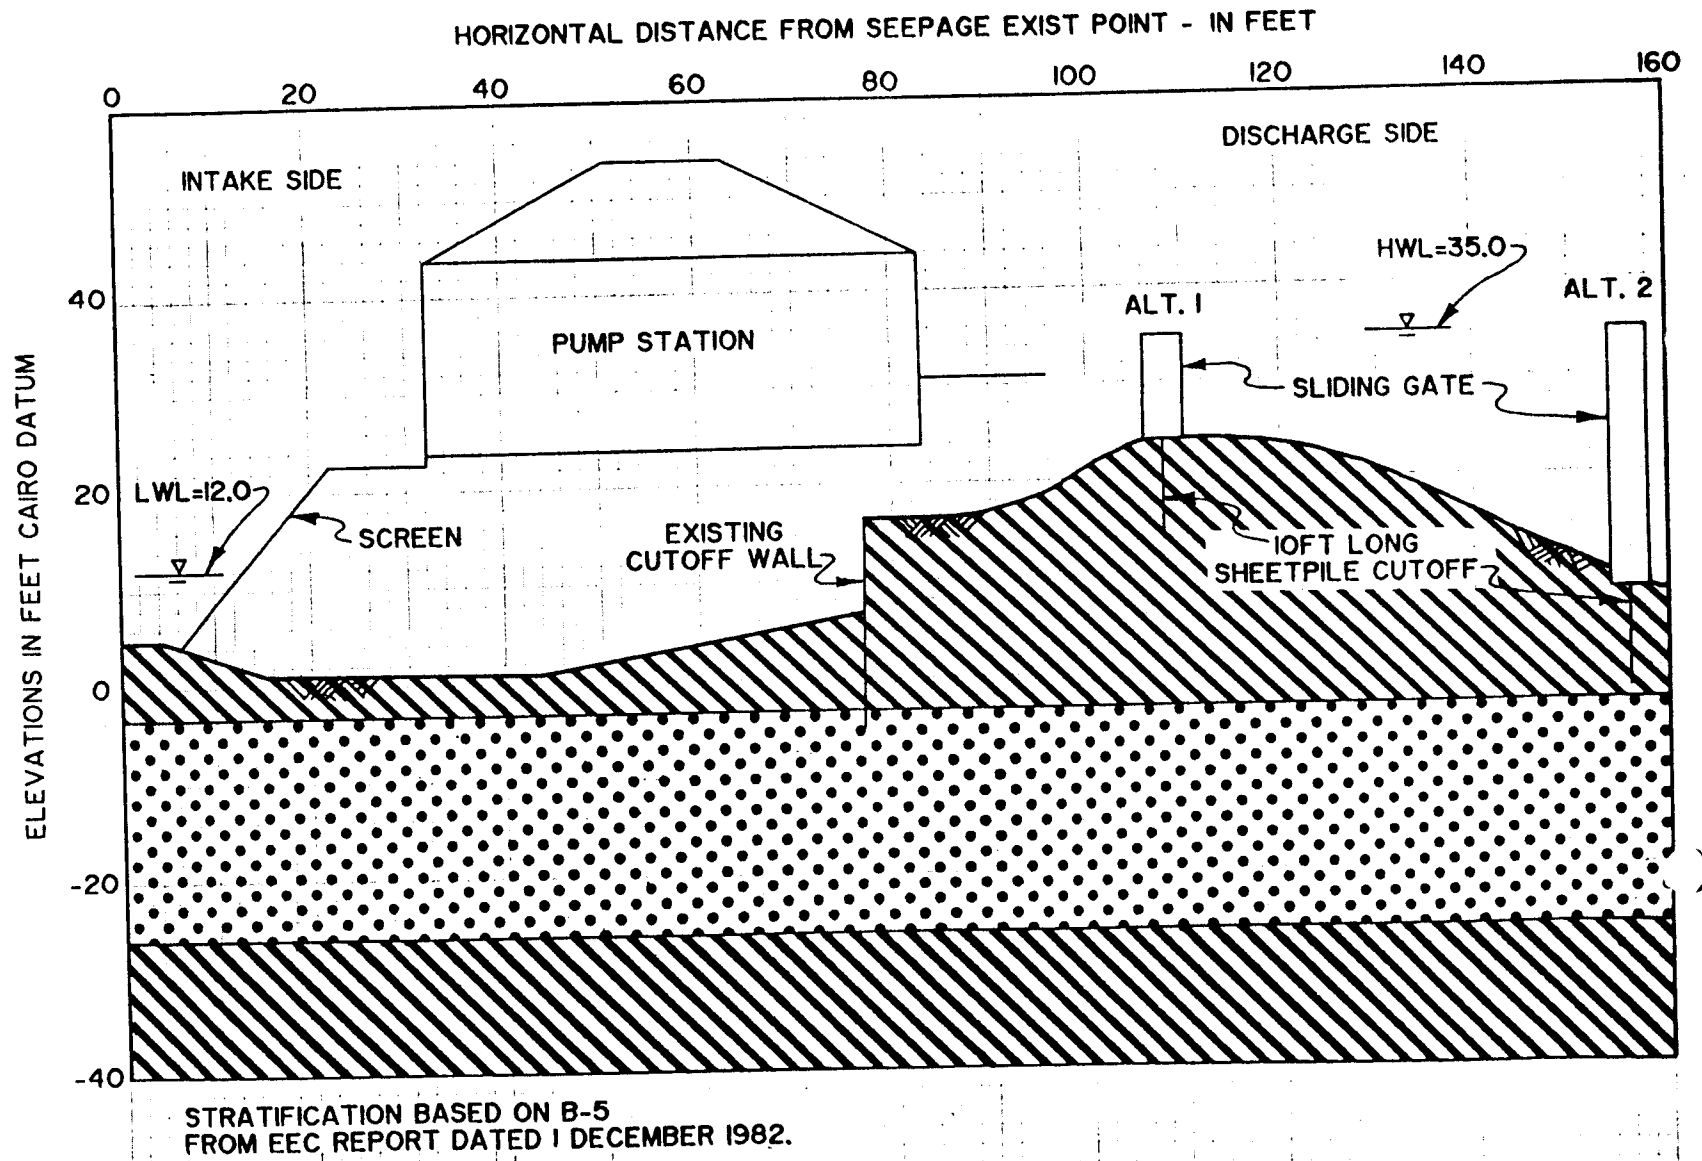 HORIZONTAL DISTANCE FROM SEEPAGE EXIST POINT - IN FEET
0 20 40 60 80 100 120 140 160
DISCHARGE SIDE
INTAKE SIDE
HWL=35.0
ALT. 1
ALT. 2
40
PUMP STATION
SLIDING GATE
ELEVATIONS IN FEET CAIRO DATUM
LWL=12.0
20
SCREEN
EXISTING
CUTOFF WALL
10FT LONG
SHEETPILE CUTOFF
0
-20
-40
STRATIFICATION BASED ON B-5
FROM EEC REPORT DATED 1 DECEMBER 1982.